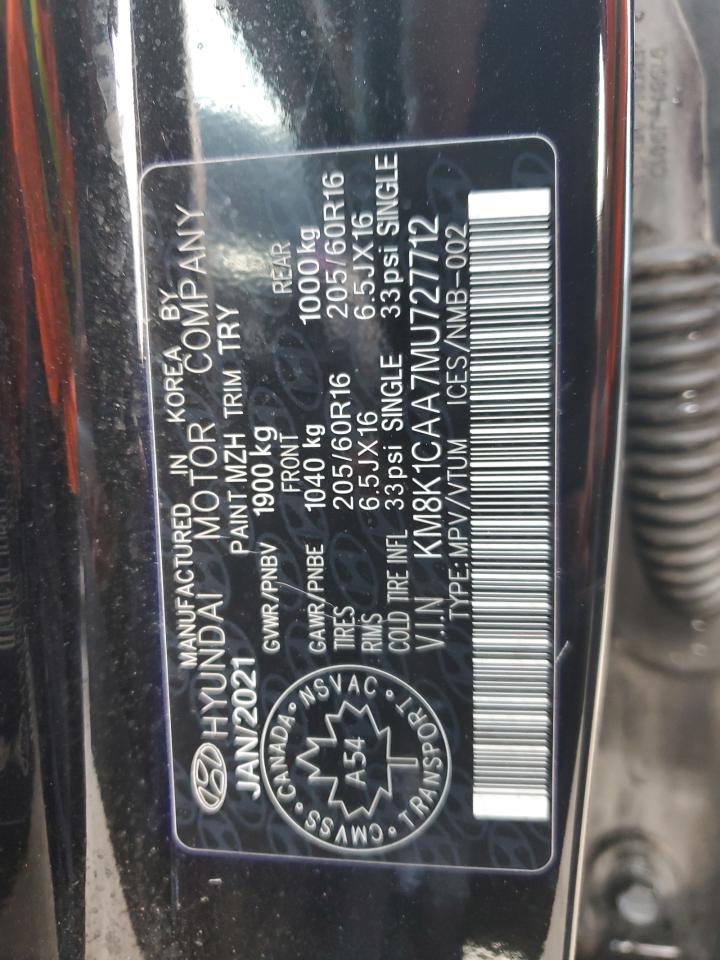 MANUFACTURED IN KOREA BY
HYUNDAI MOTOR COMPANY
JAN/2021 PAINT MZH TRIM TRY
GVWR/PNBV 1900 kg
FRONT REAR
GAWR/PNBE 1040 kg 1000 kg
TIRES 205/60R16 205/60R16
RIMS 6.5JX16 6.5JX16
COLD TIRE INFL 33psi SINGLE 33psi SINGLE
V.I.N KM8K1CAA7MU727712
TYPE: MPV/VTUM ICES/NMB-002
CMVSS • CANADA • NSVAC • TRANSPORT •
A-54